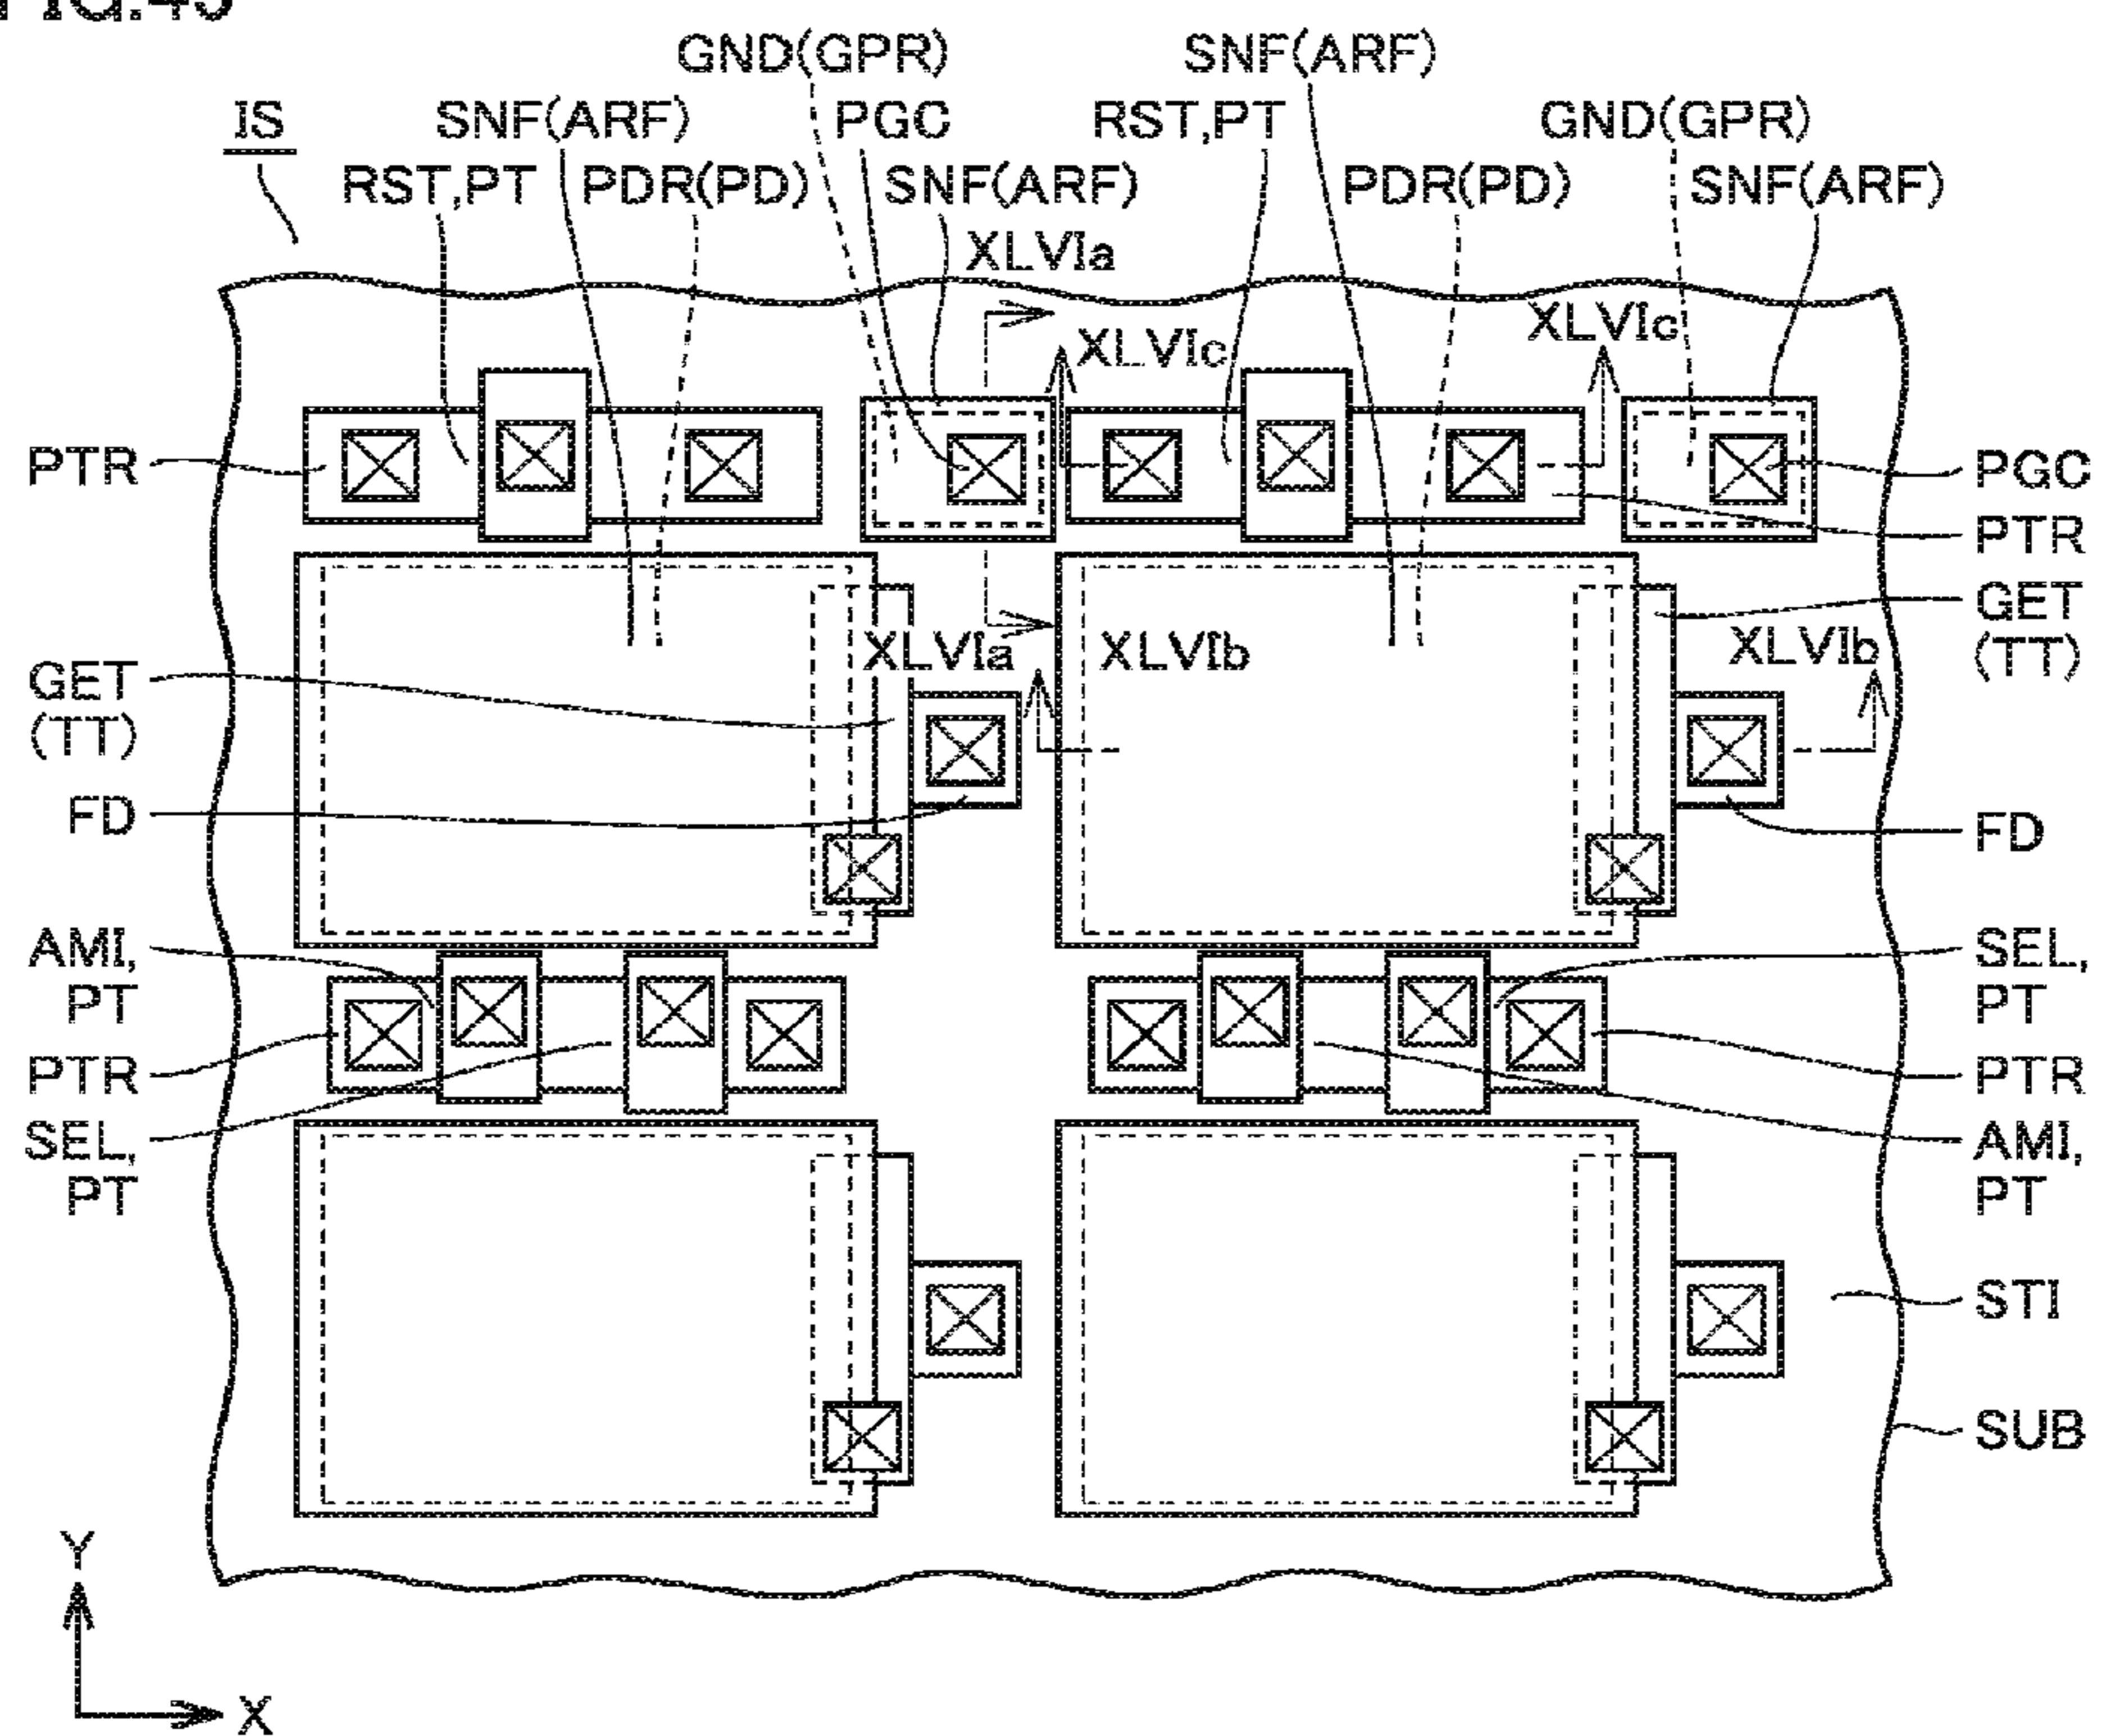 GND(GPR) SNF(ARF)
IS SNF(ARF) PGC RST,PT GND(GPR)
RST,PT PDR(PD) SNF(ARF) PDR(PD) SNF(ARF)
XLVIa
XLVIc XLVIc
PTR PGC
PTR
GET
(TT)
XLVIa XLVIb XLVIb
GET
(TT)
FD FD
AMI,
PT
SEL,
PT
PTR PTR
SEL,
PT
AMI,
PT
STI
SUB
Y
X